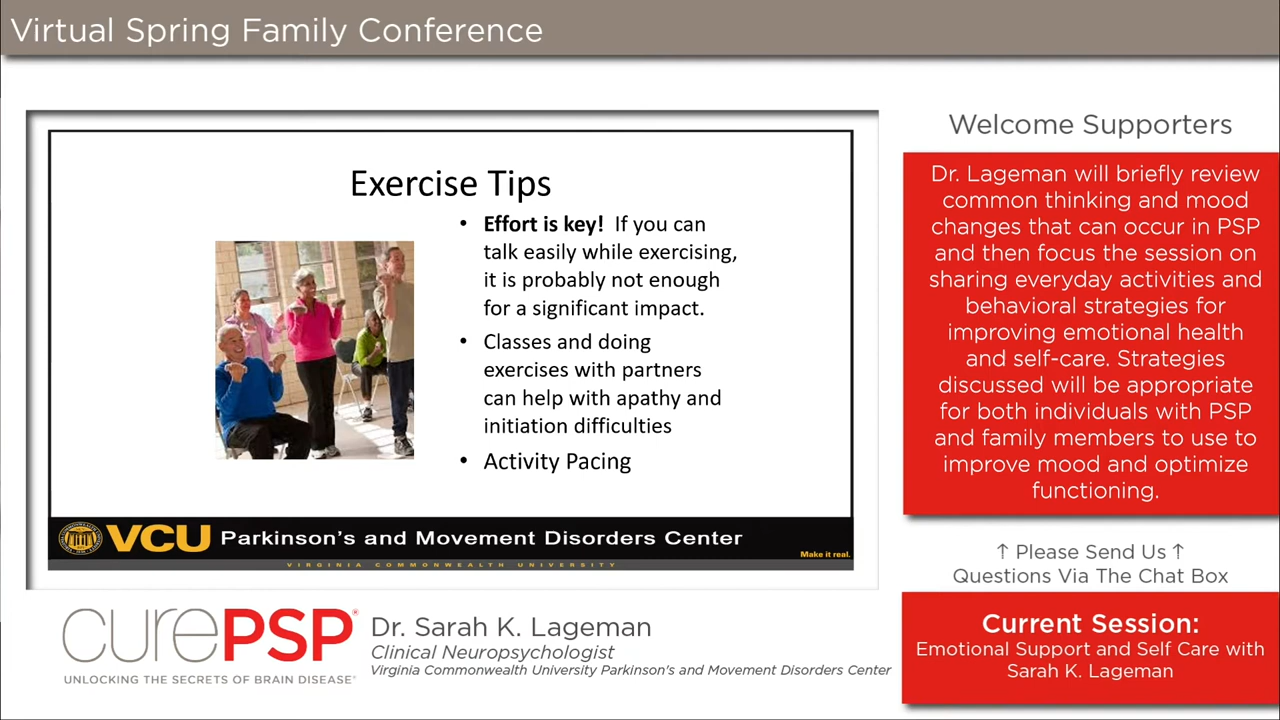 Virtual Spring Family Conference
Exercise Tips
• Effort is key! If you can
talk easily while exercising,
it is probably not enough
for a significant impact.
• Classes and doing
exercises with partners
can help with apathy and
initiation difficulties
• Activity Pacing
VCU Parkinson's and Movement Disorders Center
Make it real.
VIRGINIA COMMONWEALTH UNIVERSITY
Welcome Supporters
Dr. Lageman will briefly review
common thinking and mood
changes that can occur in PSP
and then focus the session on
sharing everyday activities and
behavioral strategies for
improving emotional health
and self-care. Strategies
discussed will be appropriate
for both individuals with PSP
and family members to use to
improve mood and optimize
functioning.
↑ Please Send Us ↑
Questions Via The Chat Box
curePSP®
UNLOCKING THE SECRETS OF BRAIN DISEASE®
Dr. Sarah K. Lageman
Clinical Neuropsychologist
Virginia Commonwealth University Parkinson's and Movement Disorders Center
Current Session:
Emotional Support and Self Care with
Sarah K. Lageman